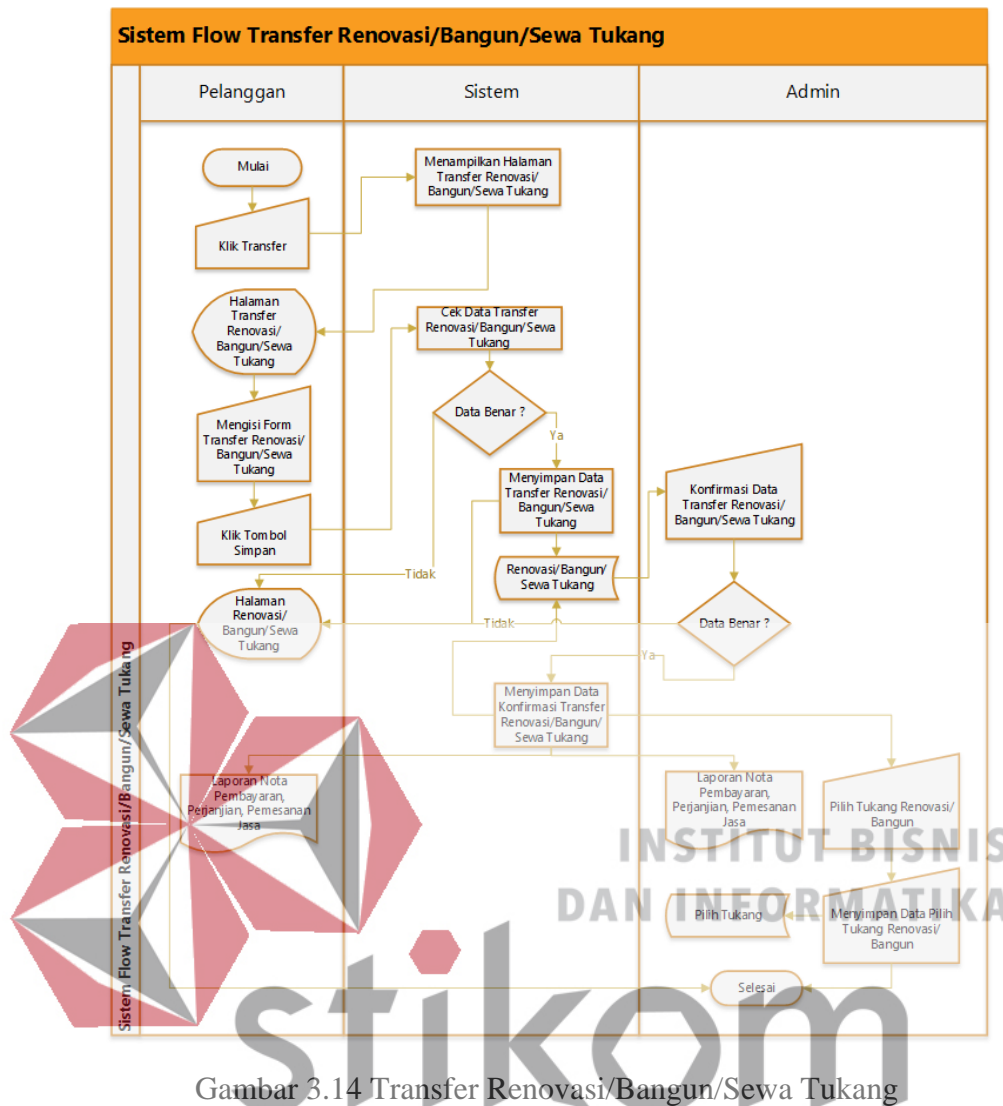 Sistem Flow Transfer Renovasi/Bangun/Sewa Tukang
Pelanggan
Sistem
Admin
Sistem Flow Transfer Renovasi/Bangun/Sewa Tukang
Mulai
Klik Transfer
Menampilkan Halaman
Transfer Renovasi/
Bangun/Sewa Tukang
Halaman
Transfer
Renovasi/
Bangun/Sewa
Tukang
Mengisi Form
Transfer Renovasi/
Bangun/Sewa
Tukang
Klik Tombol
Simpan
Cek Data Transfer
Renovasi/Bangun/Sewa
Tukang
Data Benar ?
Ya
Tidak
Menyimpan Data
Transfer Renovasi/
Bangun/Sewa
Tukang
Renovasi/Bangun/
Sewa Tukang
Konfirmasi Data
Transfer Renovasi/
Bangun/Sewa Tukang
Data Benar ?
Tidak
Ya
Halaman
Renovasi/
Bangun/Sewa
Tukang
Menyimpan Data
Konfirmasi Transfer
Renovasi/Bangun/
Sewa Tukang
Laporan Nota
Pembayaran,
Perjanjian, Pemesanan
Jasa
Laporan Nota
Pembayaran,
Perjanjian, Pemesanan
Jasa
Pilih Tukang Renovasi/
Bangun
Pilih Tukang
Menyimpan Data Pilih
Tukang Renovasi/
Bangun
Selesai
INSTITUT BISNIS
DAN INFORMATIKA
stikom
Gambar 3.14 Transfer Renovasi/Bangun/Sewa Tukang